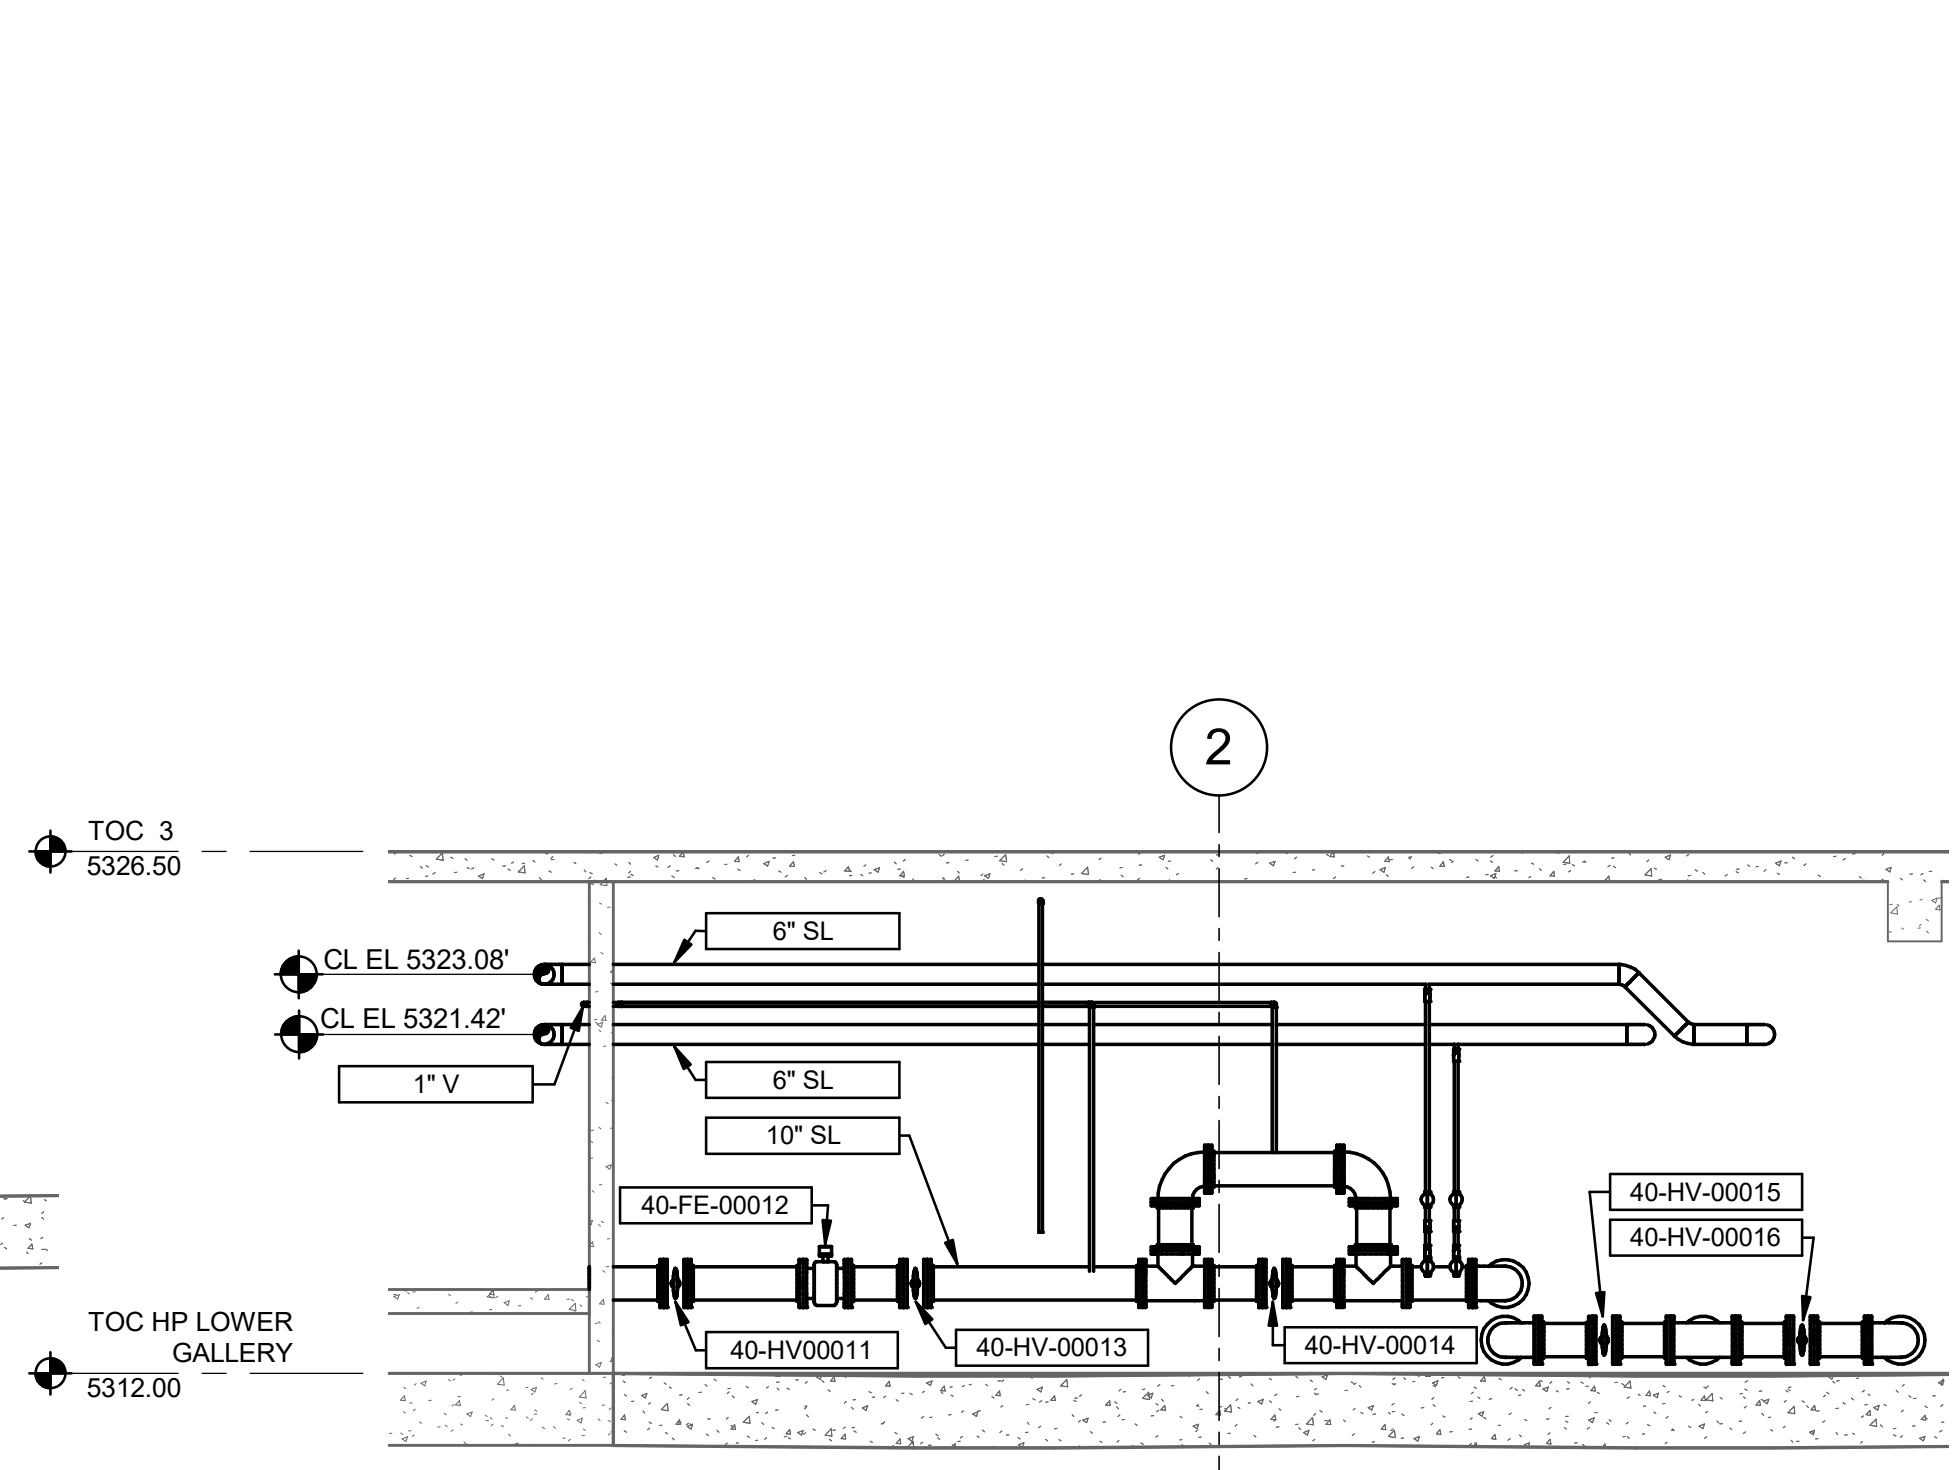 2
TOC 3
5326.50
6" SL
CL EL 5323.08'
CL EL 5321.42'
1" V
6" SL
10" SL
40-FE-00012
40-HV-00015
40-HV-00016
TOC HP LOWER
GALLERY
5312.00
40-HV00011
40-HV-00013
40-HV-00014